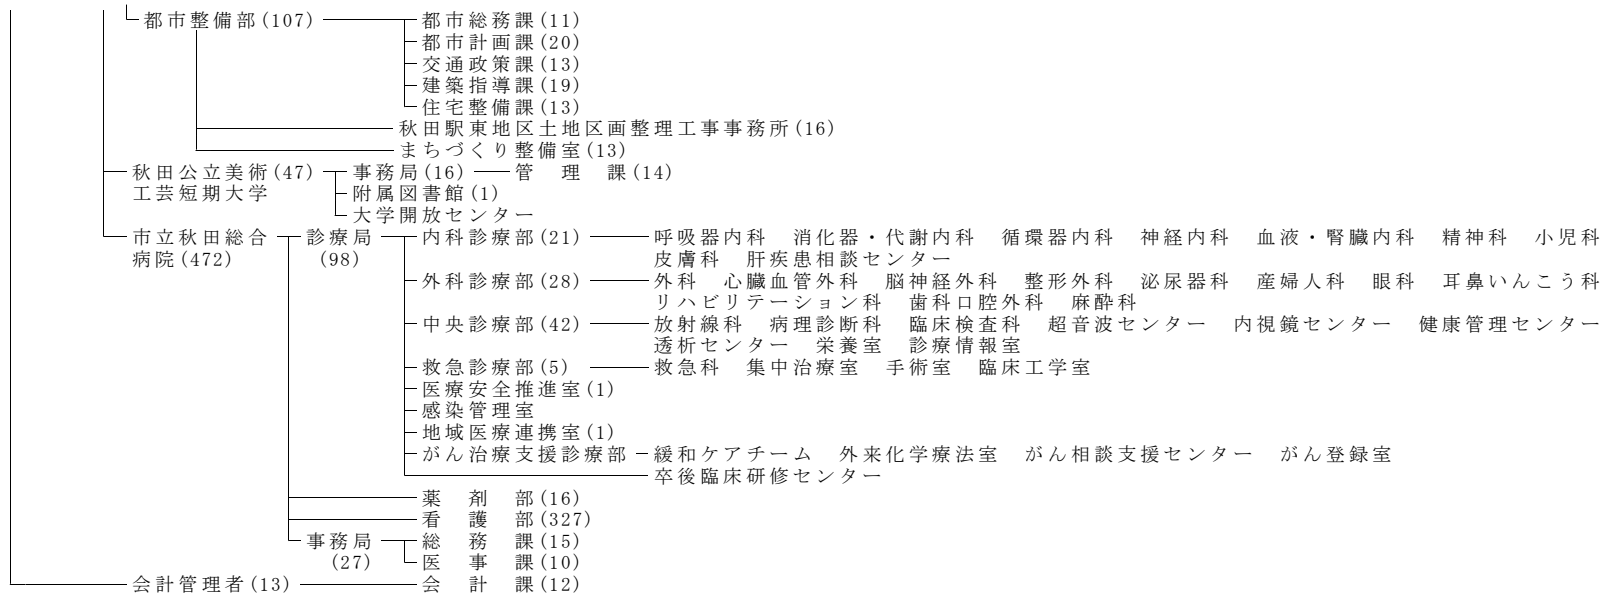 都市整備部(107) 都市総務課(11)
都市計画課(20)
交通政策課(13)
建築指導課(19)
住宅整備課(13)
秋田駅東地区土地区画整理工事事務所(16)
まちづくり整備室(13)
秋田公立美術(47) 事務局(16) 管 理 課(14)
工芸短期大学 附属図書館(1)
大学開放センター
市立秋田総合 診療局 内科診療部(21) 呼吸器内科 消化器・代謝内科 循環器内科 神経内科 血液・腎臓内科 精神科 小児科
病院(472) (98) 皮膚科 肝疾患相談センター
外科診療部(28) 外科 心臓血管外科 脳神経外科 整形外科 泌尿器科 産婦人科 眼科 耳鼻いんこう科
リハビリテーション科 歯科口腔外科 麻酔科
中央診療部(42) 放射線科 病理診断科 臨床検査科 超音波センター 内視鏡センター 健康管理センター
透析センター 栄養室 診療情報室
救急診療部(5) 救急科 集中治療室 手術室 臨床工学室
医療安全推進室(1)
感染管理室
地域医療連携室(1)
がん治療支援診療部 緩和ケアチーム 外来化学療法室 がん相談支援センター がん登録室
卒後臨床研修センター
薬 剤 部(16)
看 護 部(327)
事務局 総 務 課(15)
(27) 医 事 課(10)
会計管理者(13) 会 計 課(12)